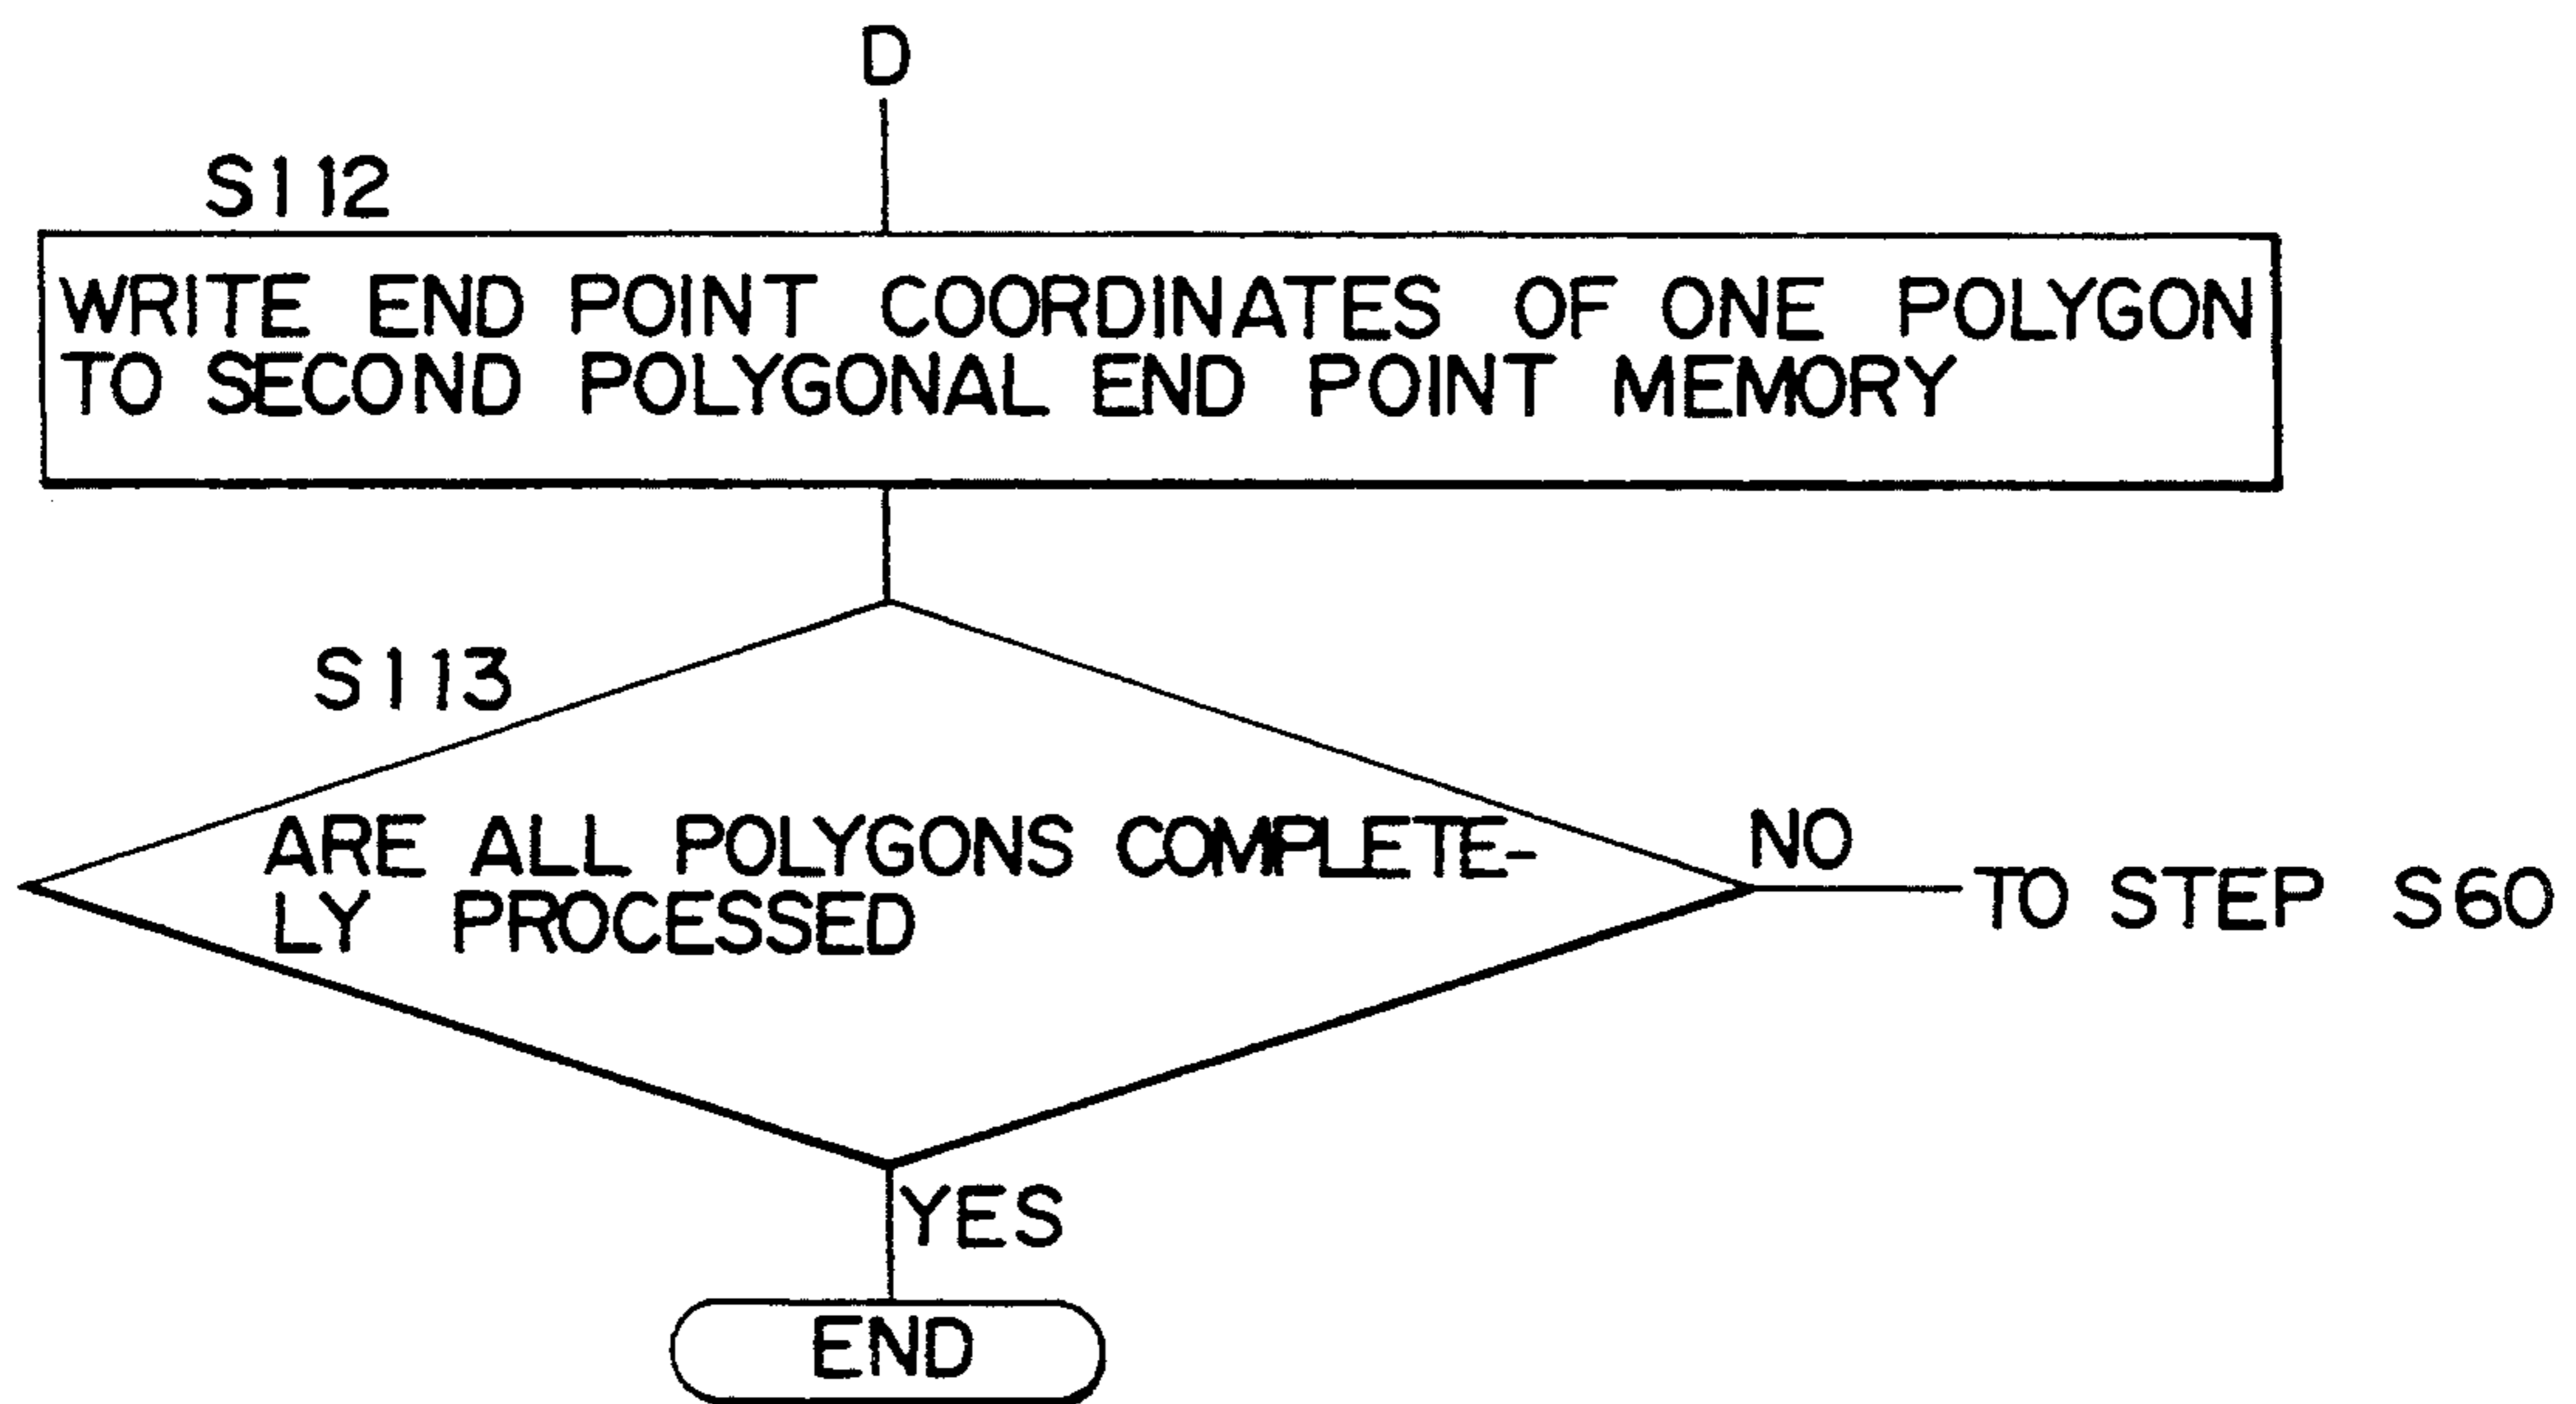 D
S112
WRITE END POINT COORDINATES OF ONE POLYGON
TO SECOND POLYGONAL END POINT MEMORY
S113
ARE ALL POLYGONS COMPLETE-
LY PROCESSED
NO
TO STEP S60
YES
END